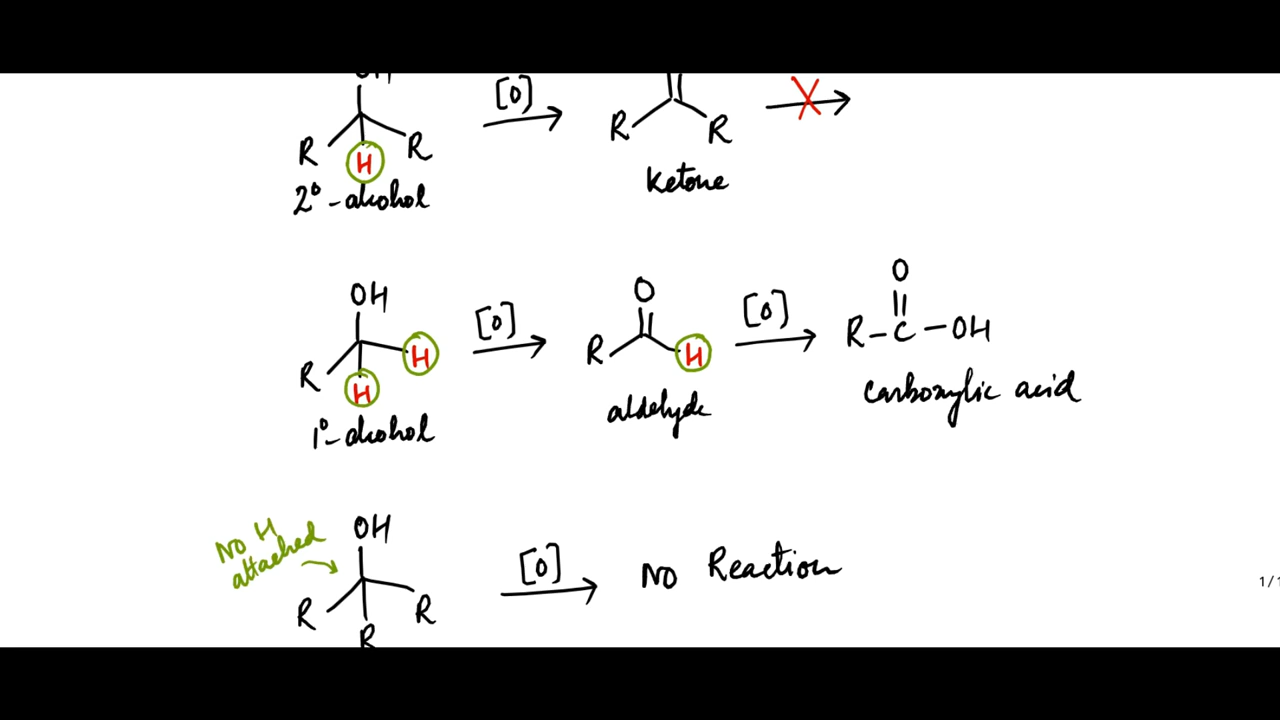 OH
[O]
R R R R
H
2° - alcohol
ketone
OH
[O]
O
[O]
O
||
R H
H
R H
R - C - OH
1° - alcohol
aldehyde
carboxylic acid
No H
attached
OH
[O]
No Reaction
R R
R
1/1